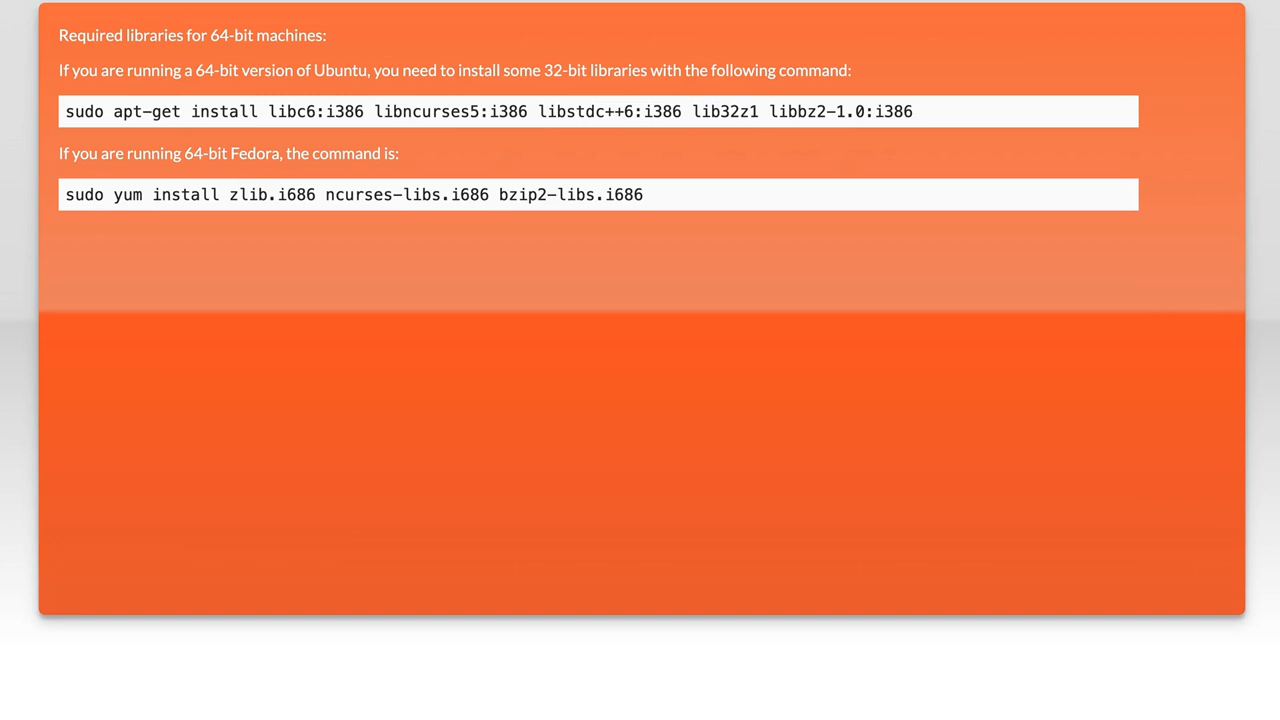 Required libraries for 64-bit machines:
If you are running a 64-bit version of Ubuntu, you need to install some 32-bit libraries with the following command:
sudo apt-get install libc6:i386 libncurses5:i386 libstdc++6:i386 lib32z1 libbz2-1.0:i386
If you are running 64-bit Fedora, the command is:
sudo yum install zlib.i686 ncurses-libs.i686 bzip2-libs.i686